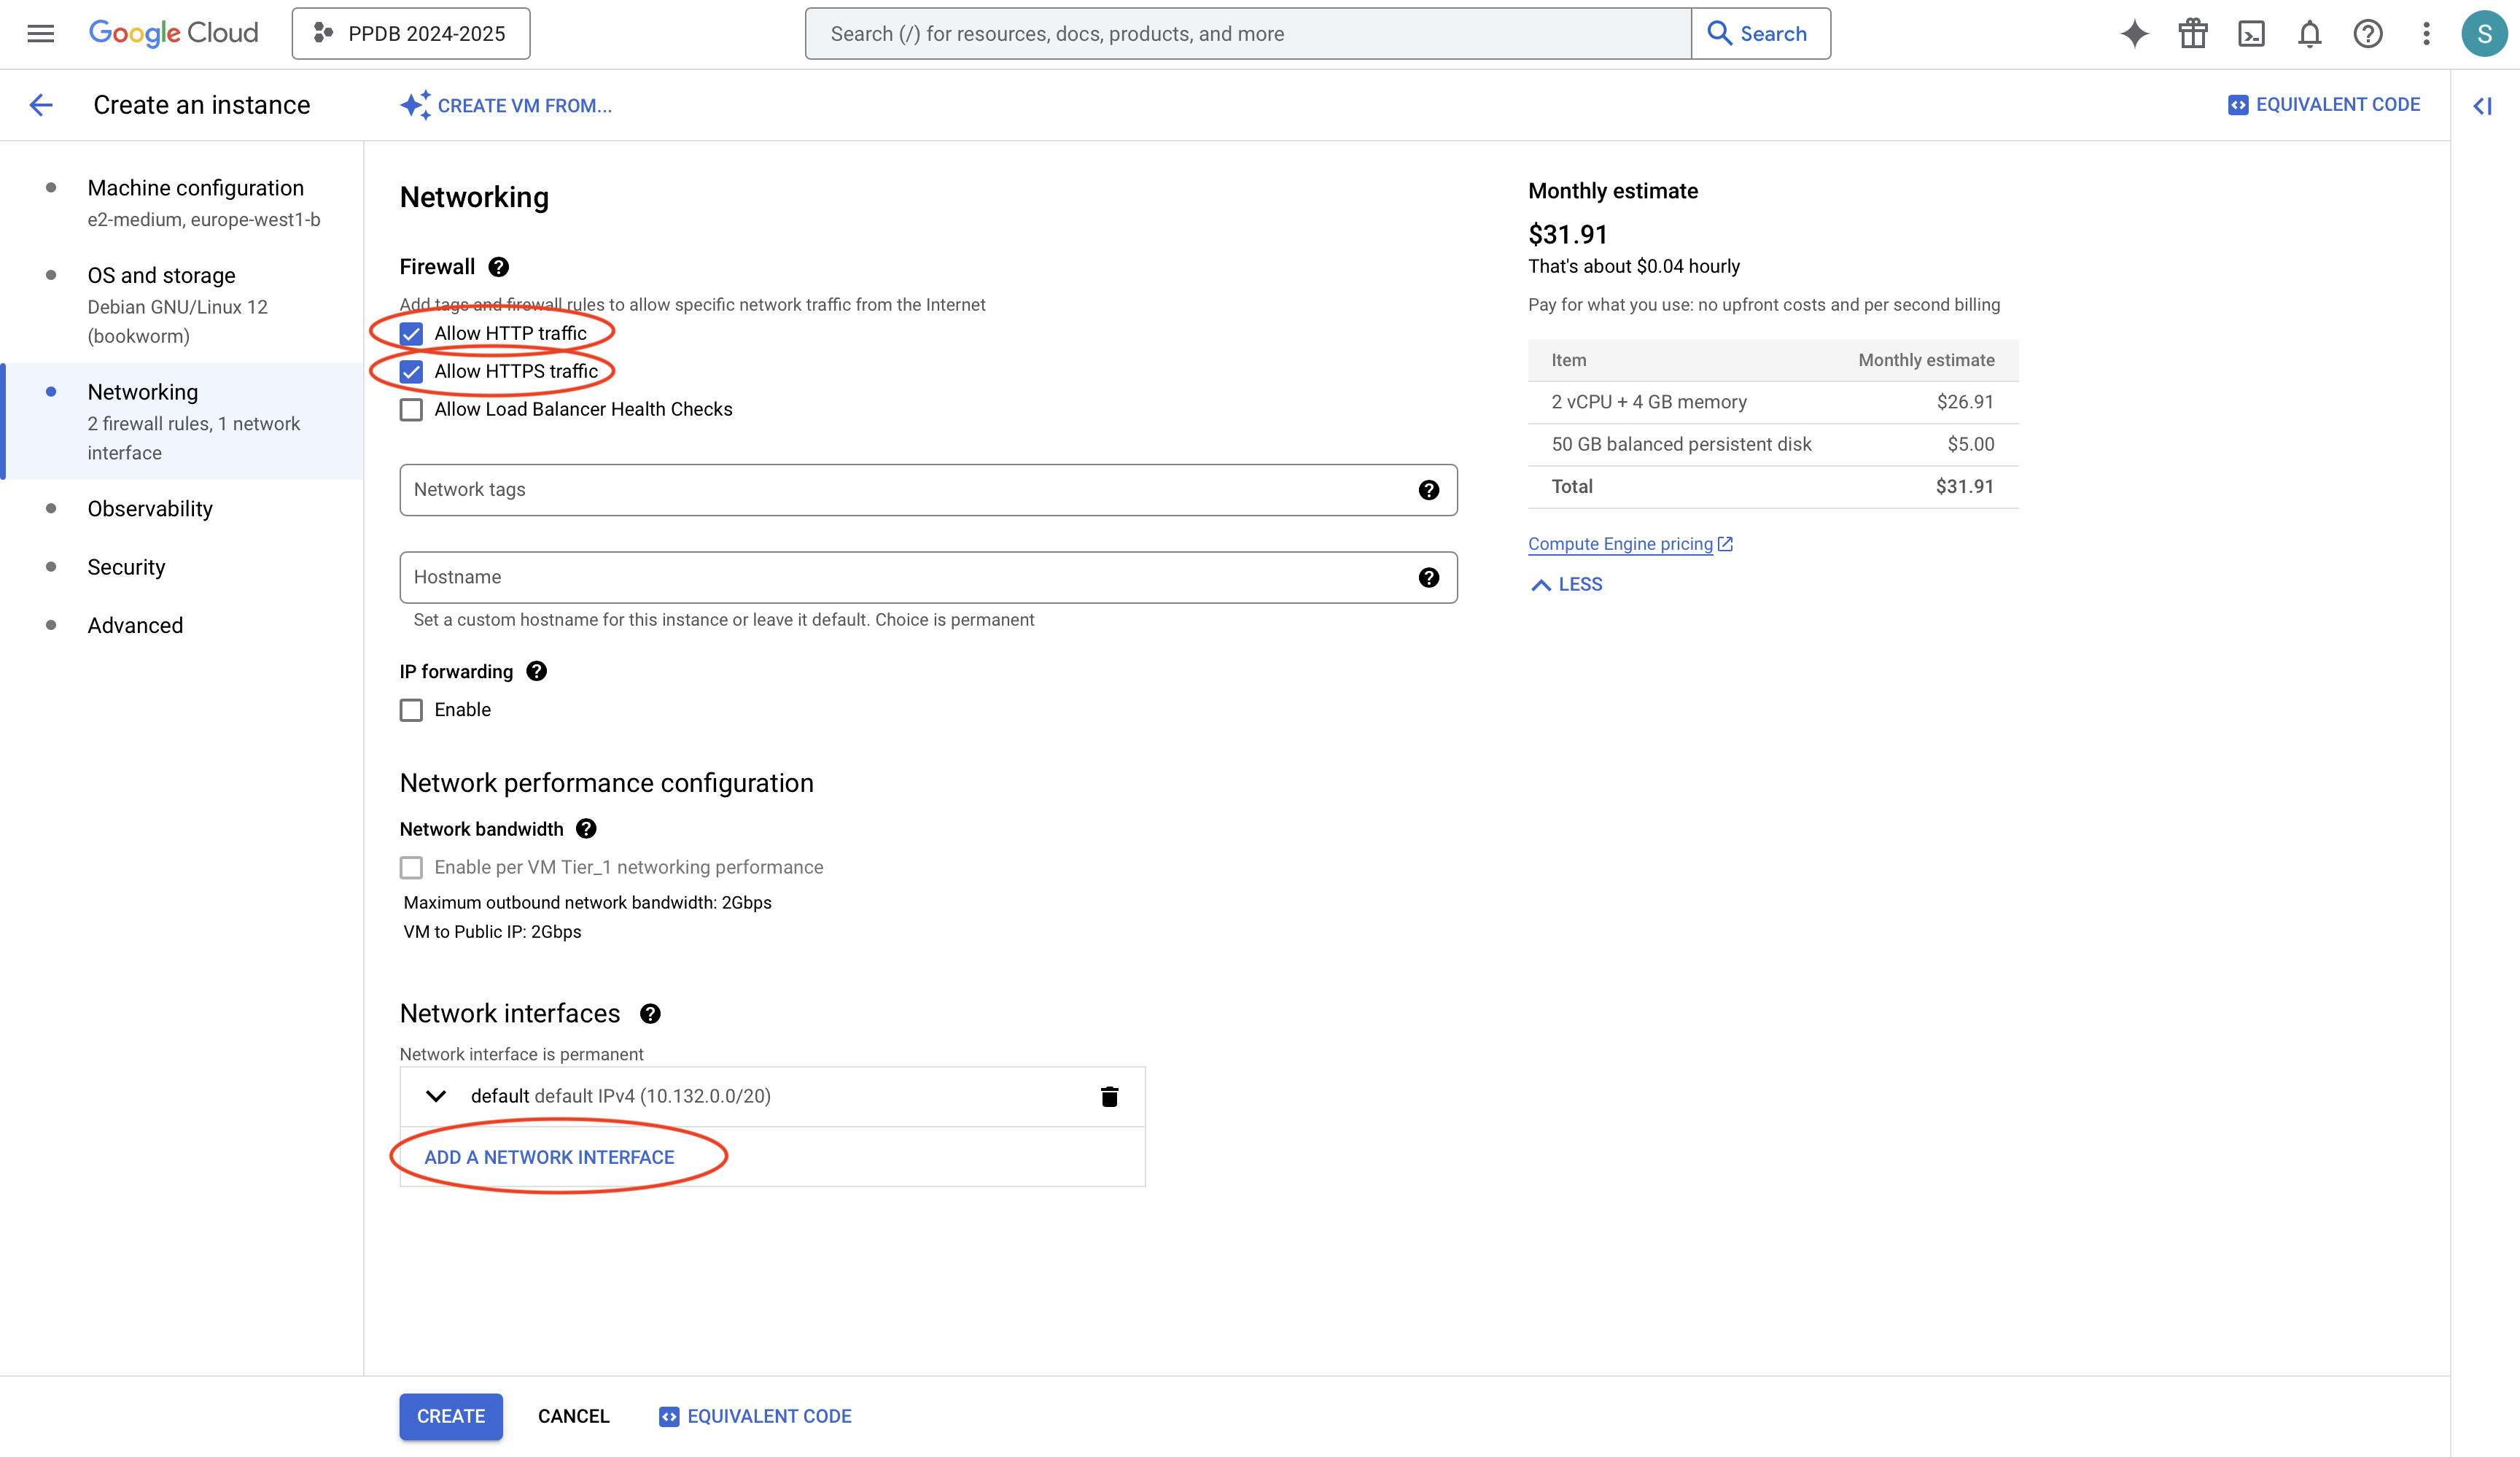 Google Cloud
PPDB 2024-2025
Search (/) for resources, docs, products, and more
Search
S
Create an instance
CREATE VM FROM...
EQUIVALENT CODE
Machine configuration
e2-medium, europe-west1-b
OS and storage
Debian GNU/Linux 12
(bookworm)
Networking
2 firewall rules, 1 network
interface
Observability
Security
Advanced
Networking
Firewall
Add tags and firewall rules to allow specific network traffic from the Internet
Allow HTTP traffic
Allow HTTPS traffic
Allow Load Balancer Health Checks
Network tags
Hostname
Set a custom hostname for this instance or leave it default. Choice is permanent
IP forwarding
Enable
Network performance configuration
Network bandwidth
Enable per VM Tier_1 networking performance
Maximum outbound network bandwidth: 2Gbps
VM to Public IP: 2Gbps
Network interfaces
Network interface is permanent
default default IPv4 (10.132.0.0/20)
ADD A NETWORK INTERFACE
Monthly estimate
$31.91
That's about $0.04 hourly
Pay for what you use: no upfront costs and per second billing
Item Monthly estimate
2 vCPU + 4 GB memory $26.91
50 GB balanced persistent disk $5.00
Total $31.91
Compute Engine pricing
LESS
CREATE
CANCEL
EQUIVALENT CODE